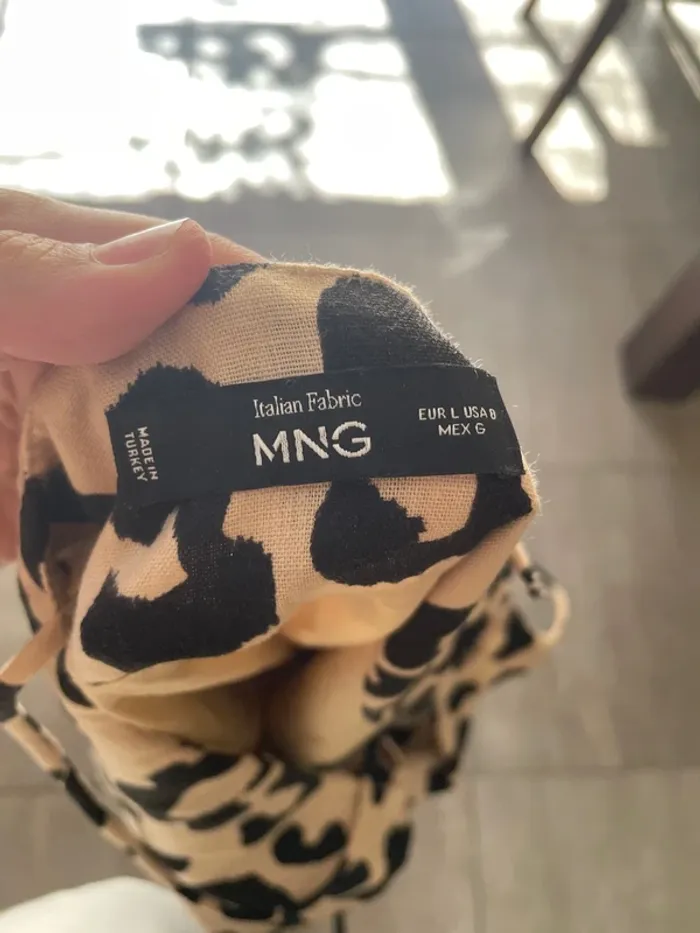 MADE IN
TURKEY
Italian Fabric
MNG
EUR L USA 8
MEX G